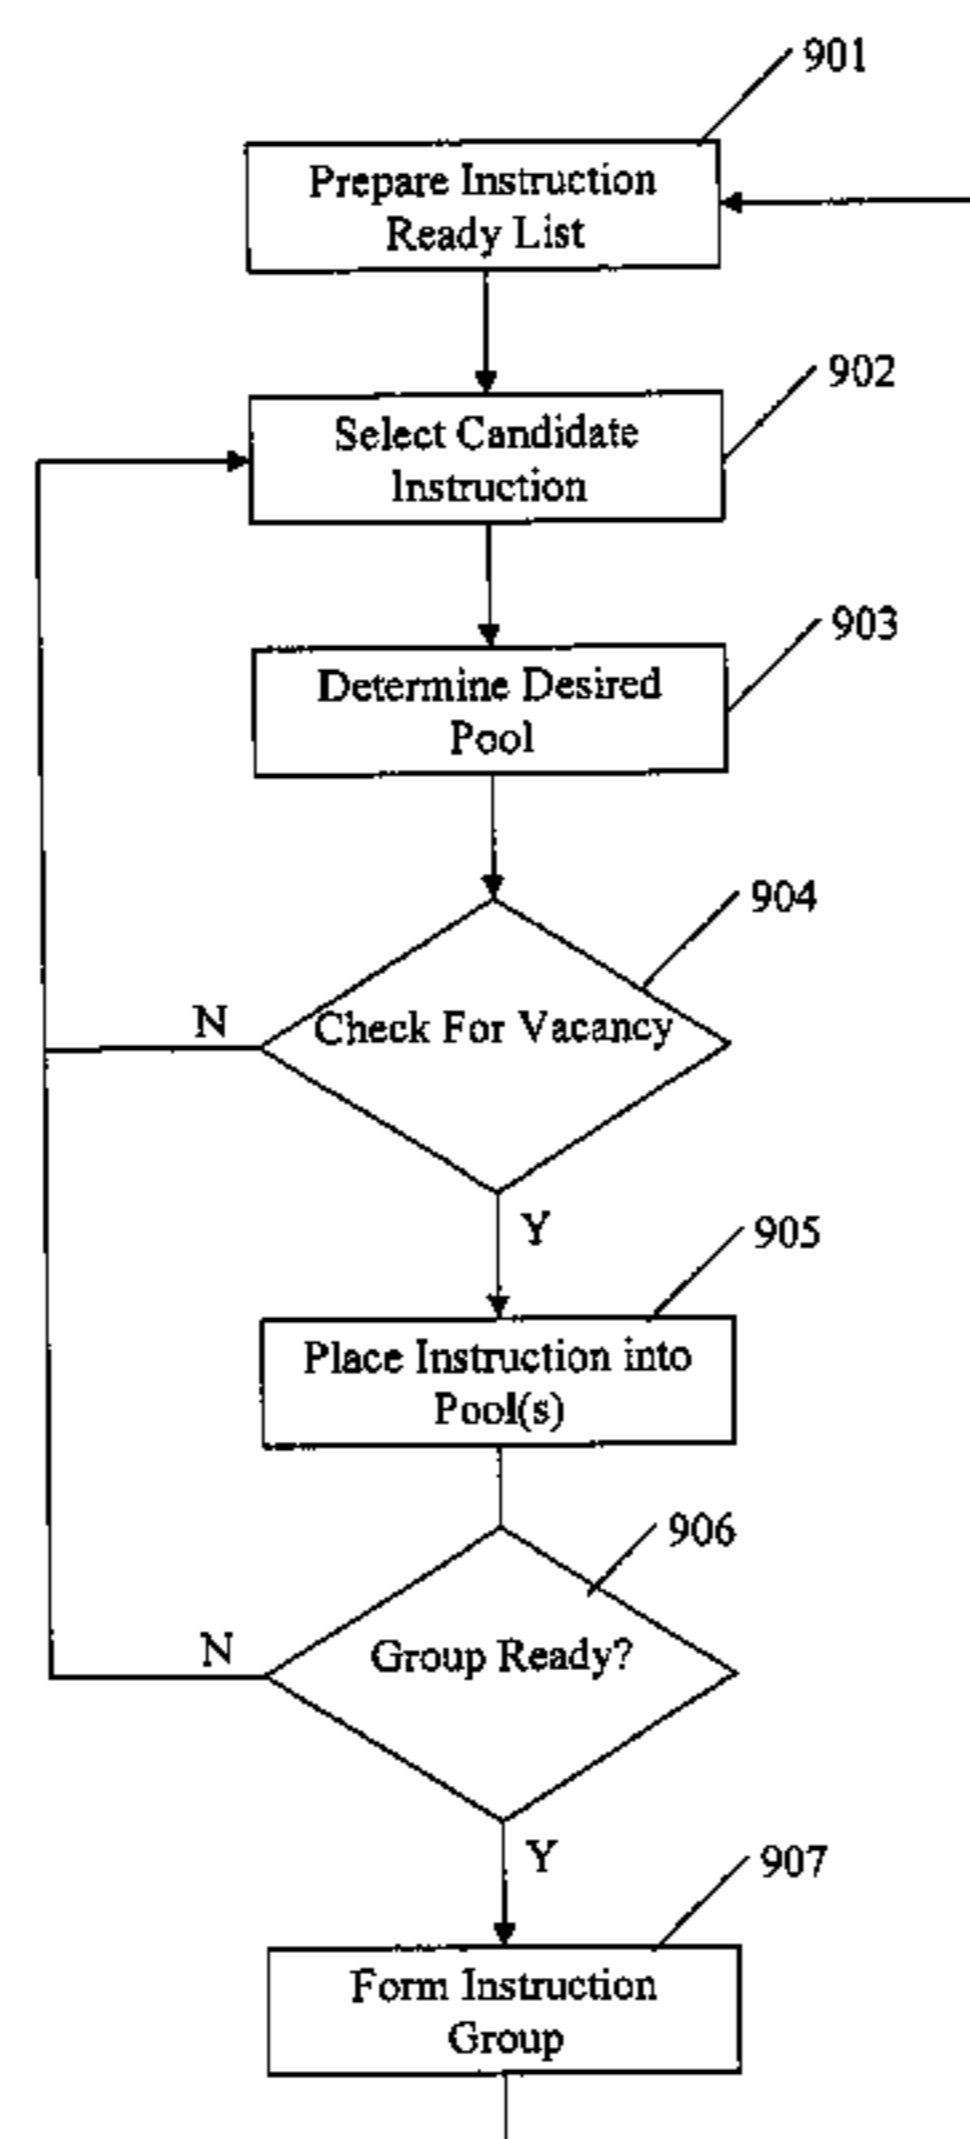 901
Prepare Instruction
Ready List
902
Select Candidate
Instruction
903
Determine Desired
Pool
904
N
Check For Vacancy
Y
905
Place Instruction into
Pool(s)
906
N
Group Ready?
Y
907
Form Instruction
Group